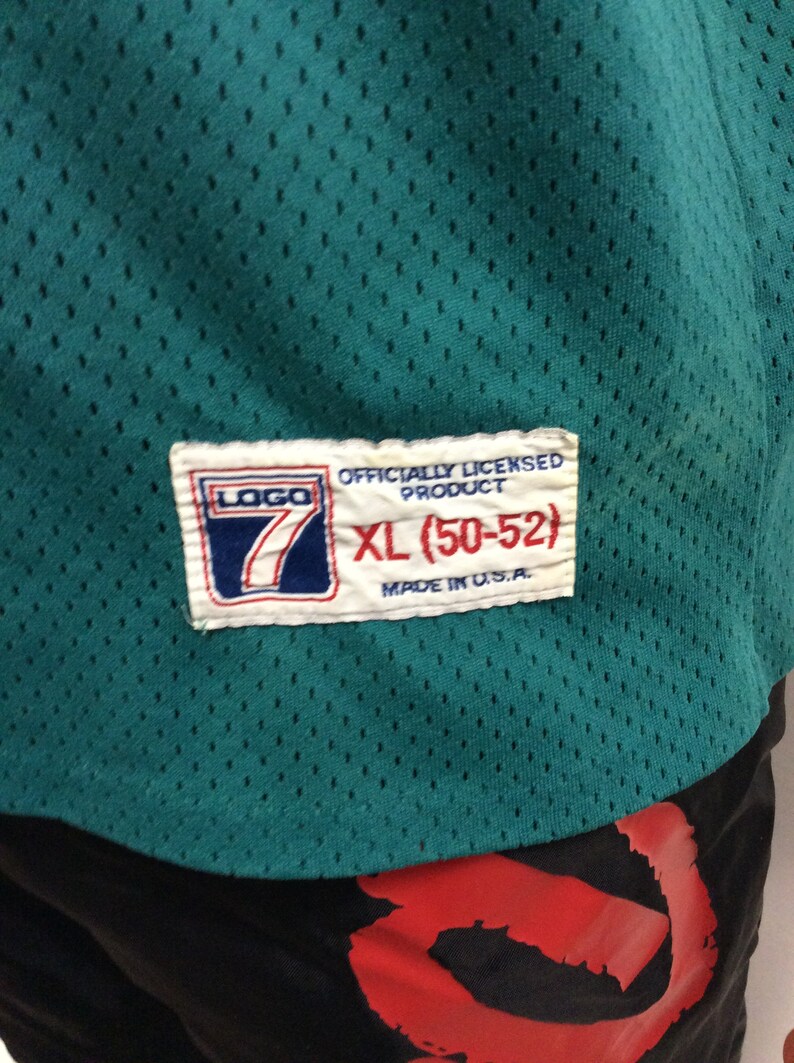 LOGO
7
OFFICIALLY LICENSED
PRODUCT
XL (50-52)
MADE IN U.S.A.